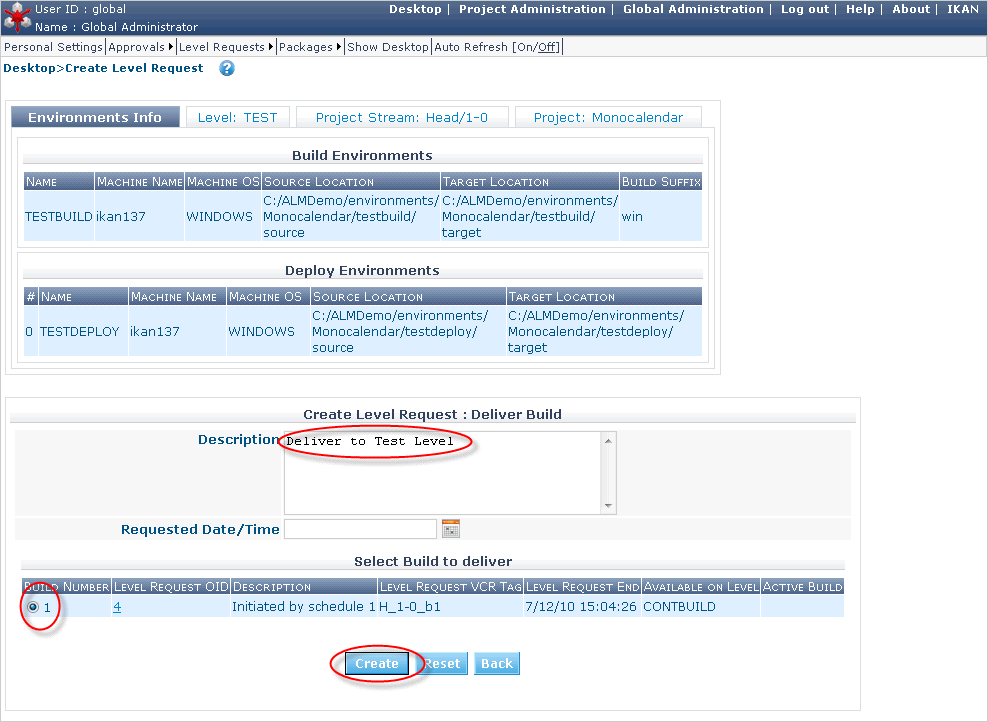 User ID : global
Desktop | Project Administration | Global Administration | Log out | Help | About | IKAN
Name : Global Administrator
Personal Settings Approvals Level Requests Packages Show Desktop Auto Refresh [On/Off]
Desktop>Create Level Request ?
Environments Info Level: TEST Project Stream: Head/1-0 Project: Monocalendar
Build Environments
Name Machine Name Machine OS Source Location Target Location Build Suffix
TESTBUILD ikan137 WINDOWS C:/ALMDemo/environments/ C:/ALMDemo/environments/ win
Monocalendar/testbuild/ Monocalendar/testbuild/
source target
Deploy Environments
# Name Machine Name Machine OS Source Location Target Location
0 TESTDEPLOY ikan137 WINDOWS C:/ALMDemo/environments/ C:/ALMDemo/environments/
Monocalendar/testdeploy/ Monocalendar/testdeploy/
source target
Create Level Request : Deliver Build
Description Deliver to Test Level
Requested Date/Time
Select Build to deliver
Build Number Level Request OID Description Level Request VCR Tag Level Request End Available on Level Active Build
1 4 Initiated by schedule 1 H_1-0_b1 7/12/10 15:04:26 CONTBUILD
Create Reset Back